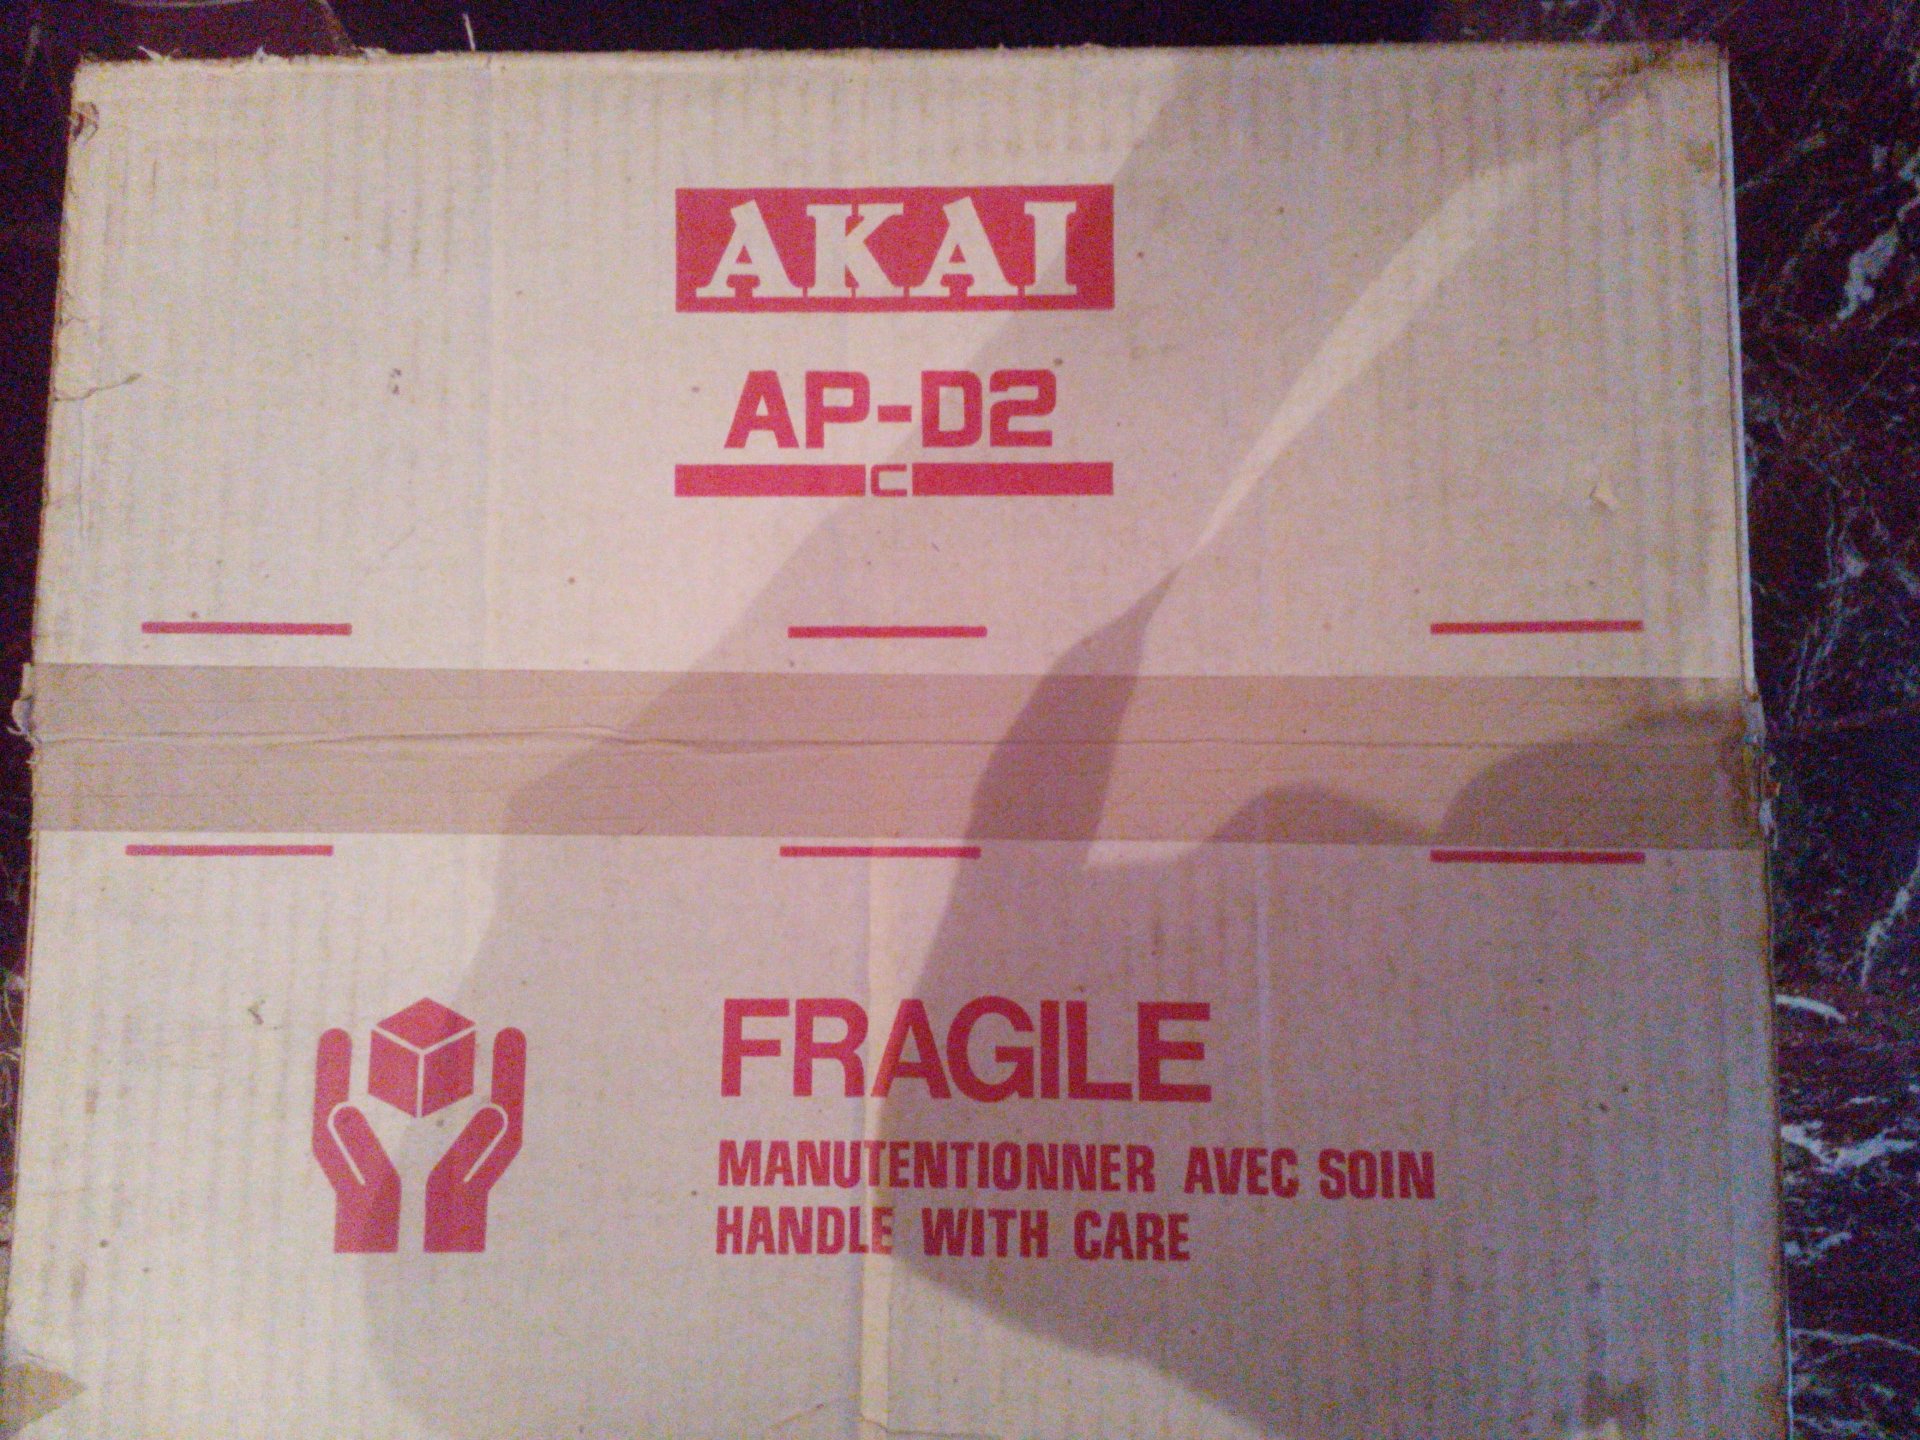 AKAI
AP-D2
C
FRAGILE
MANUTENTIONNER AVEC SOIN
HANDLE WITH CARE